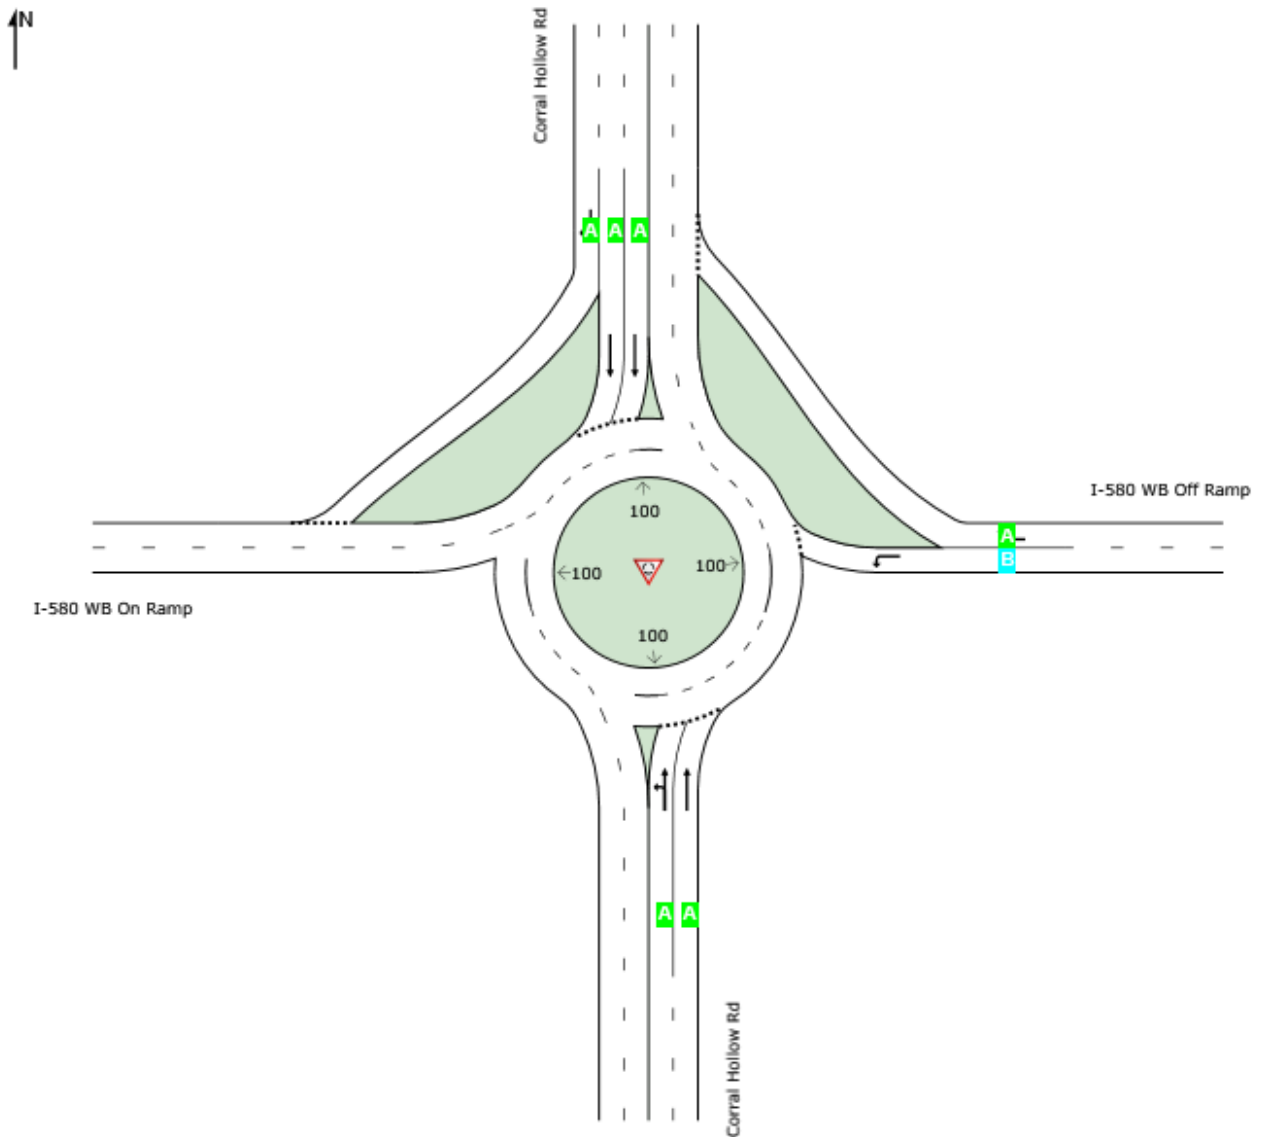 N
Corral Hollow Rd
A A A
I-580 WB Off Ramp
100
A
B
100
100
I-580 WB On Ramp
100
A A
Corral Hollow Rd